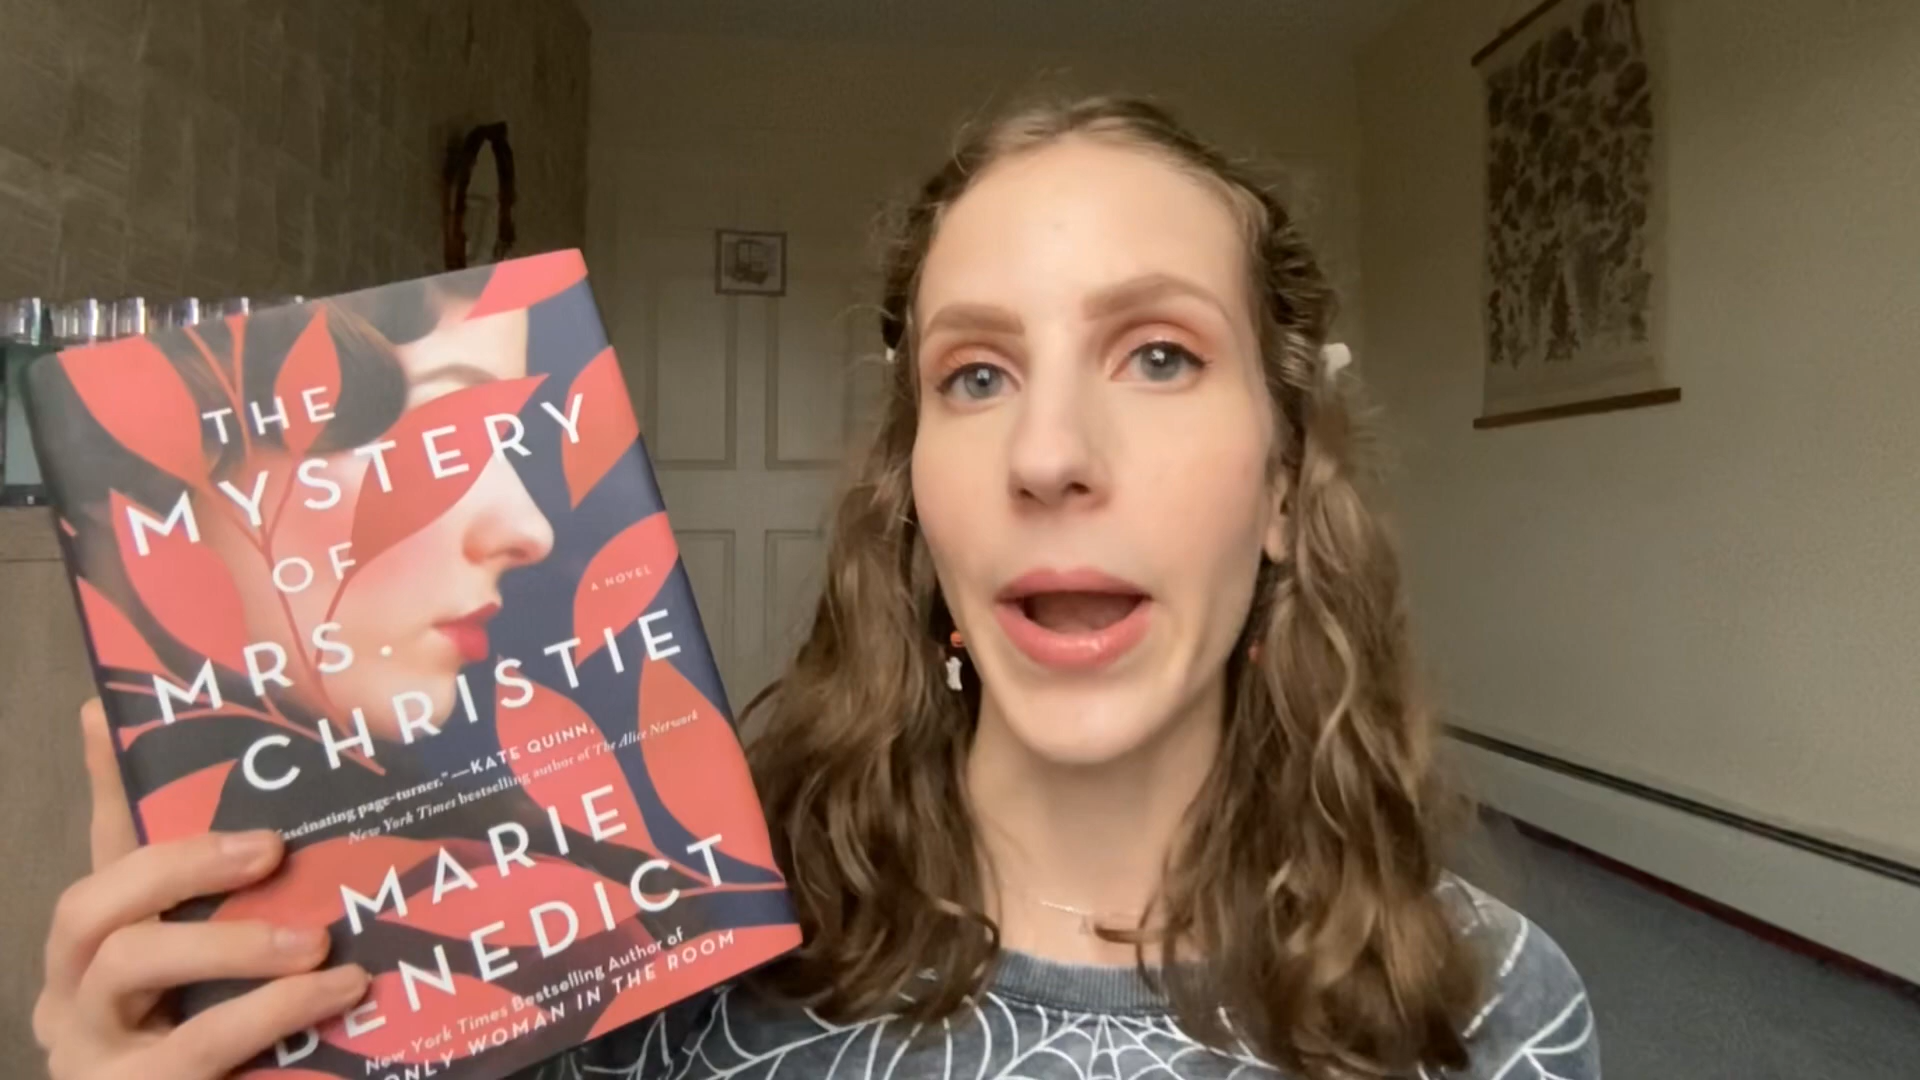 THE
MYSTERY
OF
MRS.
CHRISTIE
A NOVEL
fascinating page-turner." —KATE QUINN,
New York Times bestselling author of The Alice Network
MARIE
BENEDICT
New York Times Bestselling Author of
ONLY WOMAN IN THE ROOM